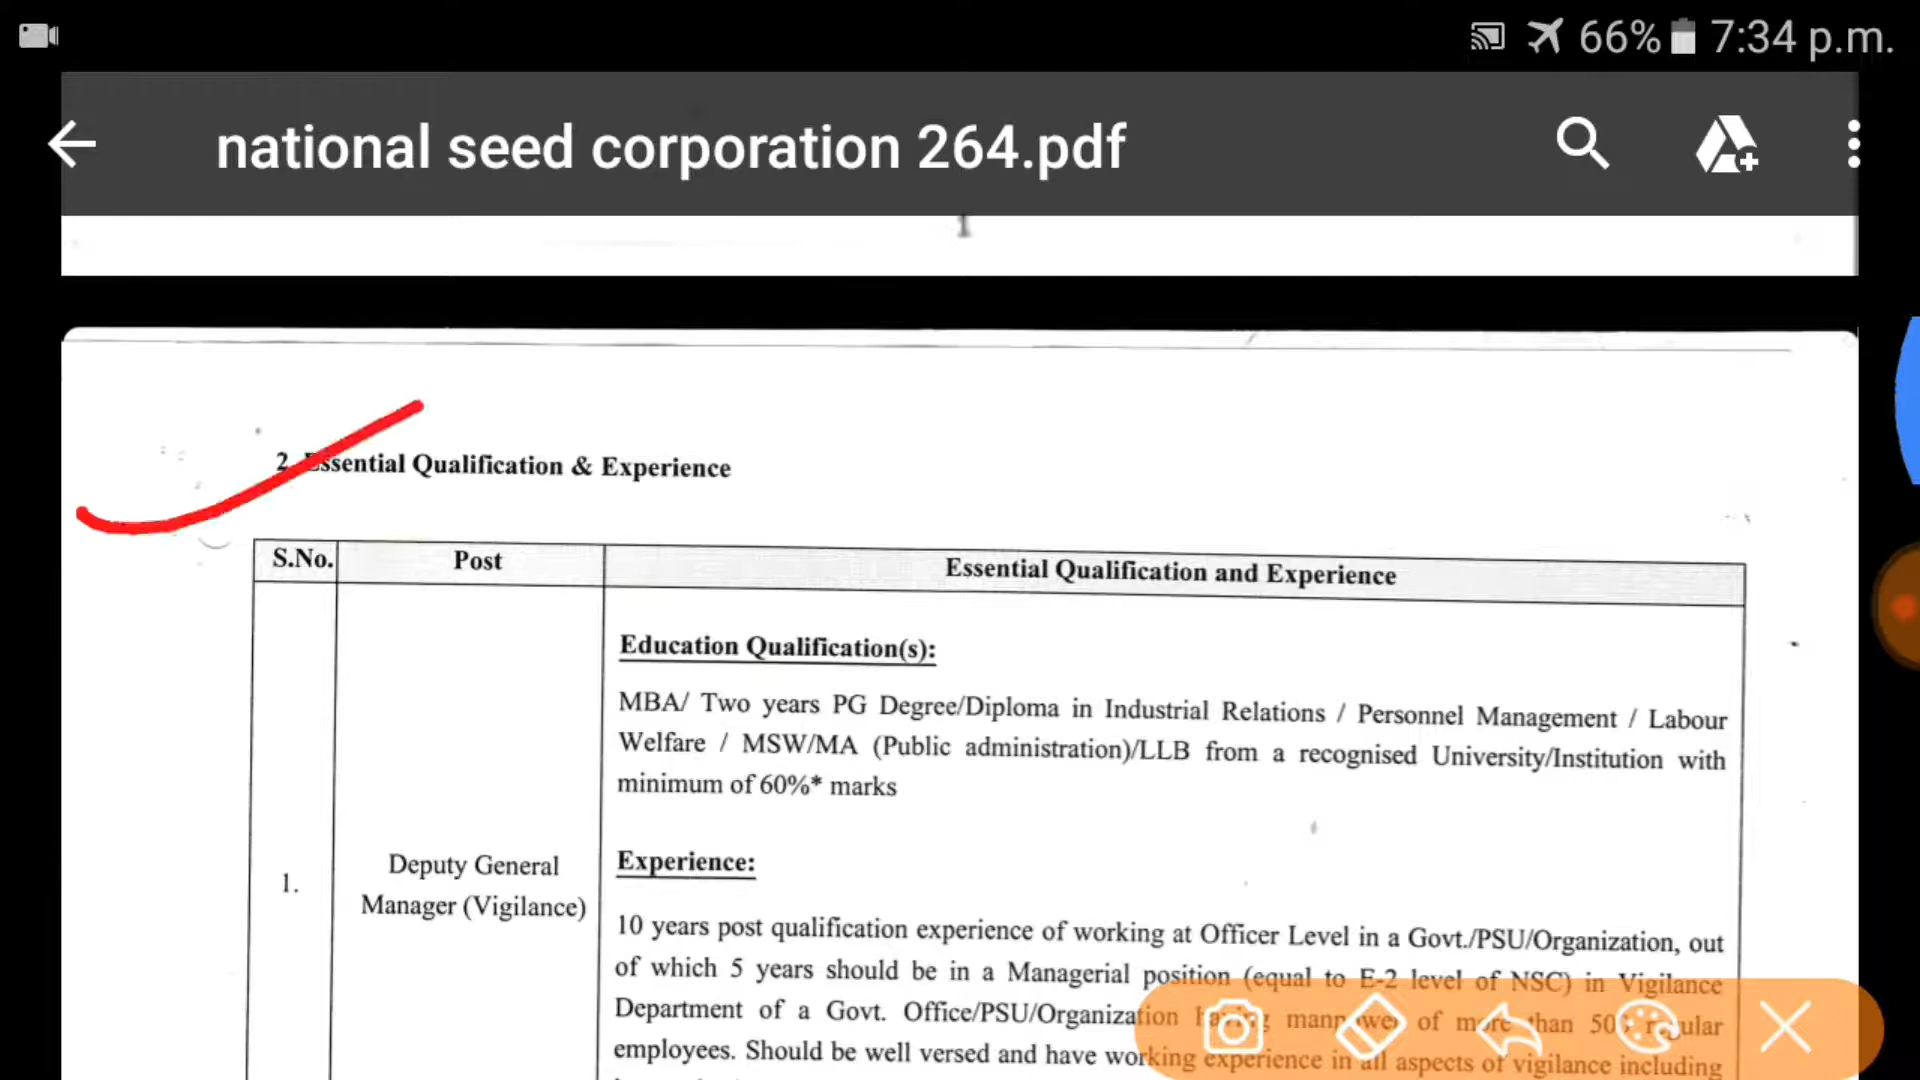 66% 7:34 p.m.
national seed corporation 264.pdf
1
2. Essential Qualification & Experience
S.No. Post Essential Qualification and Experience
Education Qualification(s):
MBA/ Two years PG Degree/Diploma in Industrial Relations / Personnel Management / Labour
Welfare / MSW/MA (Public administration)/LLB from a recognised University/Institution with
minimum of 60%* marks
1. Deputy General
Manager (Vigilance)
Experience:
10 years post qualification experience of working at Officer Level in a Govt./PSU/Organization, out
of which 5 years should be in a Managerial position (equal to E-2 level of NSC) in Vigilance
Department of a Govt. Office/PSU/Organization having manpower of more than
employees. Should be well versed and have working experience in all aspects of vigilance including